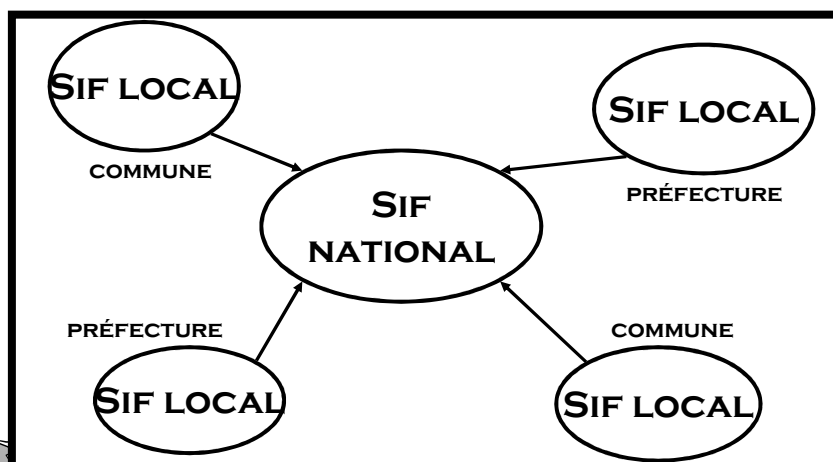 SIF LOCAL
COMMUNE
SIF LOCAL
PRÉFECTURE
SIF
NATIONAL
PRÉFECTURE
SIF LOCAL
COMMUNE
SIF LOCAL